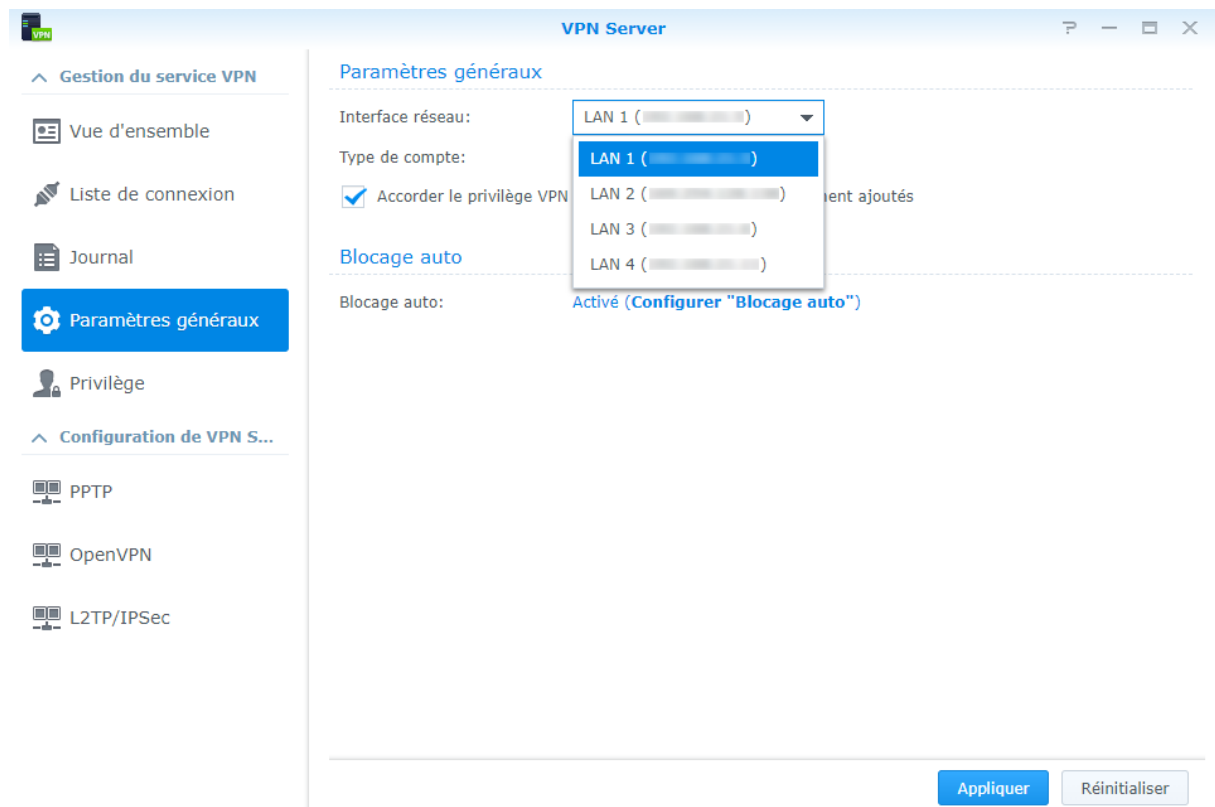 VPN
VPN Server
Gestion du service VPN
Vue d'ensemble
Liste de connexion
Journal
Paramètres généraux
Privilège
Configuration de VPN S...
PPTP
OpenVPN
L2TP/IPSec
Paramètres généraux
Interface réseau:
LAN 1 ( )
Type de compte:
LAN 1 ( )
LAN 2 ( )
LAN 3 ( )
LAN 4 ( )
Accorder le privilège VPN ajoutés
Blocage auto
Blocage auto:
Activé (Configurer "Blocage auto")
Appliquer
Réinitialiser